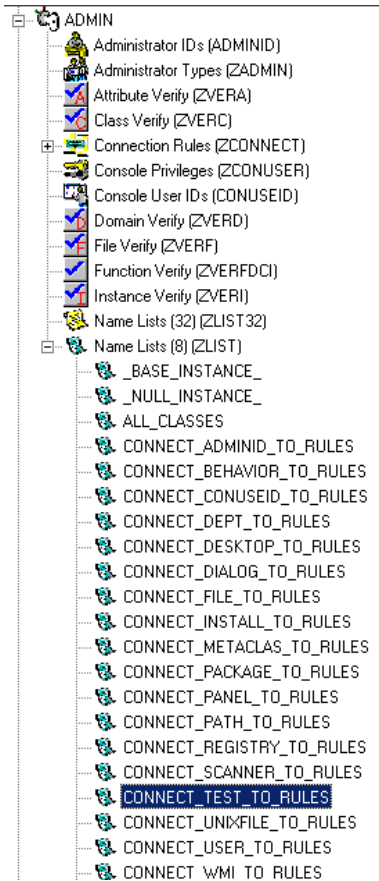 ADMIN
Administrator IDs (ADMINID)
Administrator Types (ZADMIN)
Attribute Verify (ZVERA)
Class Verify (ZVERC)
Connection Rules (ZCONNECT)
Console Privileges (ZCONUSER)
Console User IDs (CONUSEID)
Domain Verify (ZVERD)
File Verify (ZVERF)
Function Verify (ZVERFDCI)
Instance Verify (ZVERI)
Name Lists (32) (ZLIST32)
Name Lists (8) (ZLIST)
_BASE_INSTANCE_
_NULL_INSTANCE_
ALL_CLASSES
CONNECT_ADMINID_TO_RULES
CONNECT_BEHAVIOR_TO_RULES
CONNECT_CONUSEID_TO_RULES
CONNECT_DEPT_TO_RULES
CONNECT_DESKTOP_TO_RULES
CONNECT_DIALOG_TO_RULES
CONNECT_FILE_TO_RULES
CONNECT_INSTALL_TO_RULES
CONNECT_METACLAS_TO_RULES
CONNECT_PACKAGE_TO_RULES
CONNECT_PANEL_TO_RULES
CONNECT_PATH_TO_RULES
CONNECT_REGISTRY_TO_RULES
CONNECT_SCANNER_TO_RULES
CONNECT_TEST_TO_RULES
CONNECT_UNIXFILE_TO_RULES
CONNECT_USER_TO_RULES
CONNECT_WMI_TO_RULES